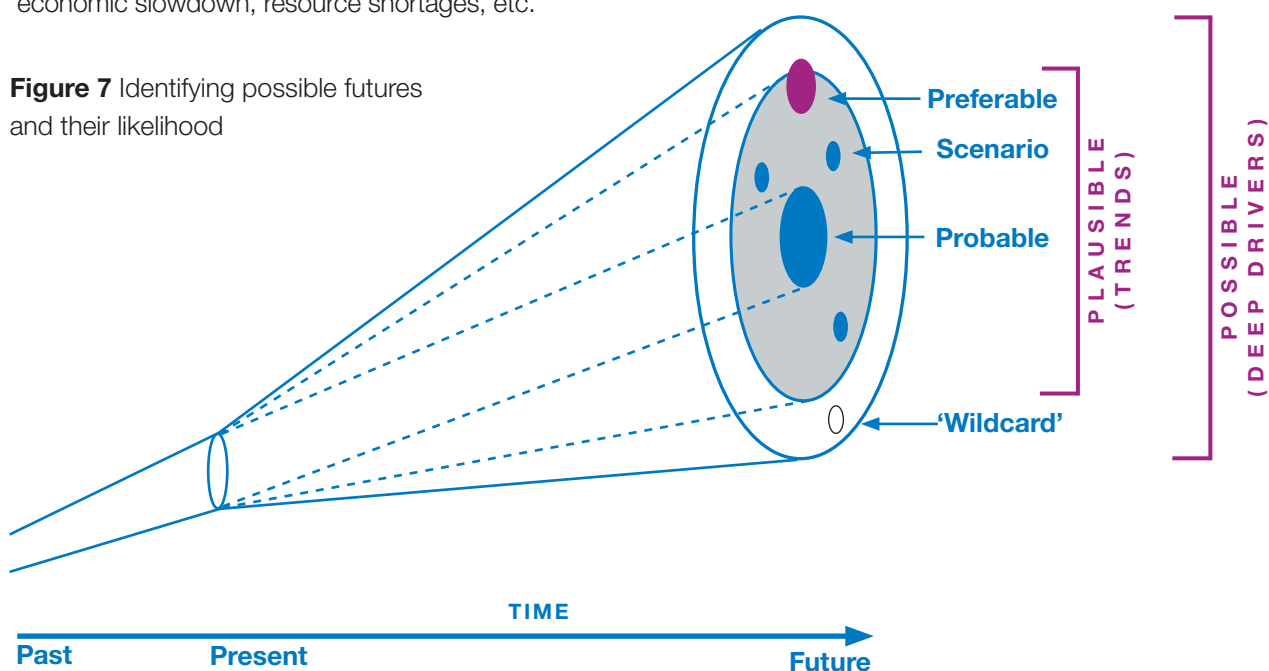 economic slowdown, resource shortages, etc.
Figure 7 Identifying possible futures
and their likelihood
Preferable
Scenario
Probable
'Wildcard'
PLAUSIBLE
(TRENDS)
POSSIBLE
(DEEP DRIVERS)
TIME
Past
Present
Future